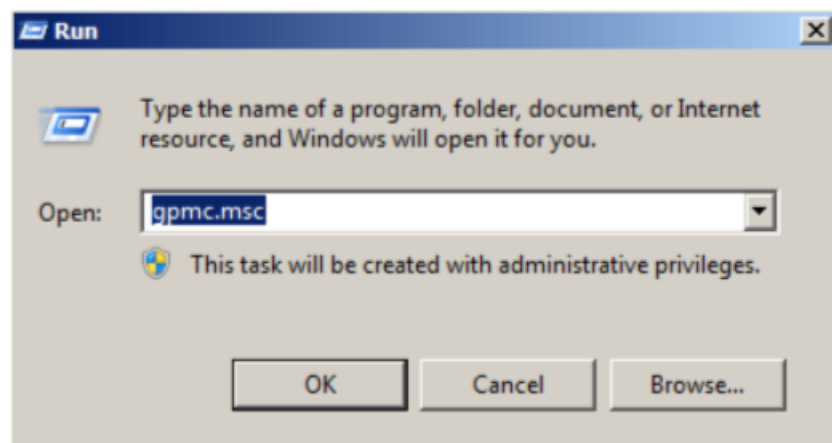 Run
Type the name of a program, folder, document, or Internet
resource, and Windows will open it for you.
Open: gpmc.msc
This task will be created with administrative privileges.
OK Cancel Browse...